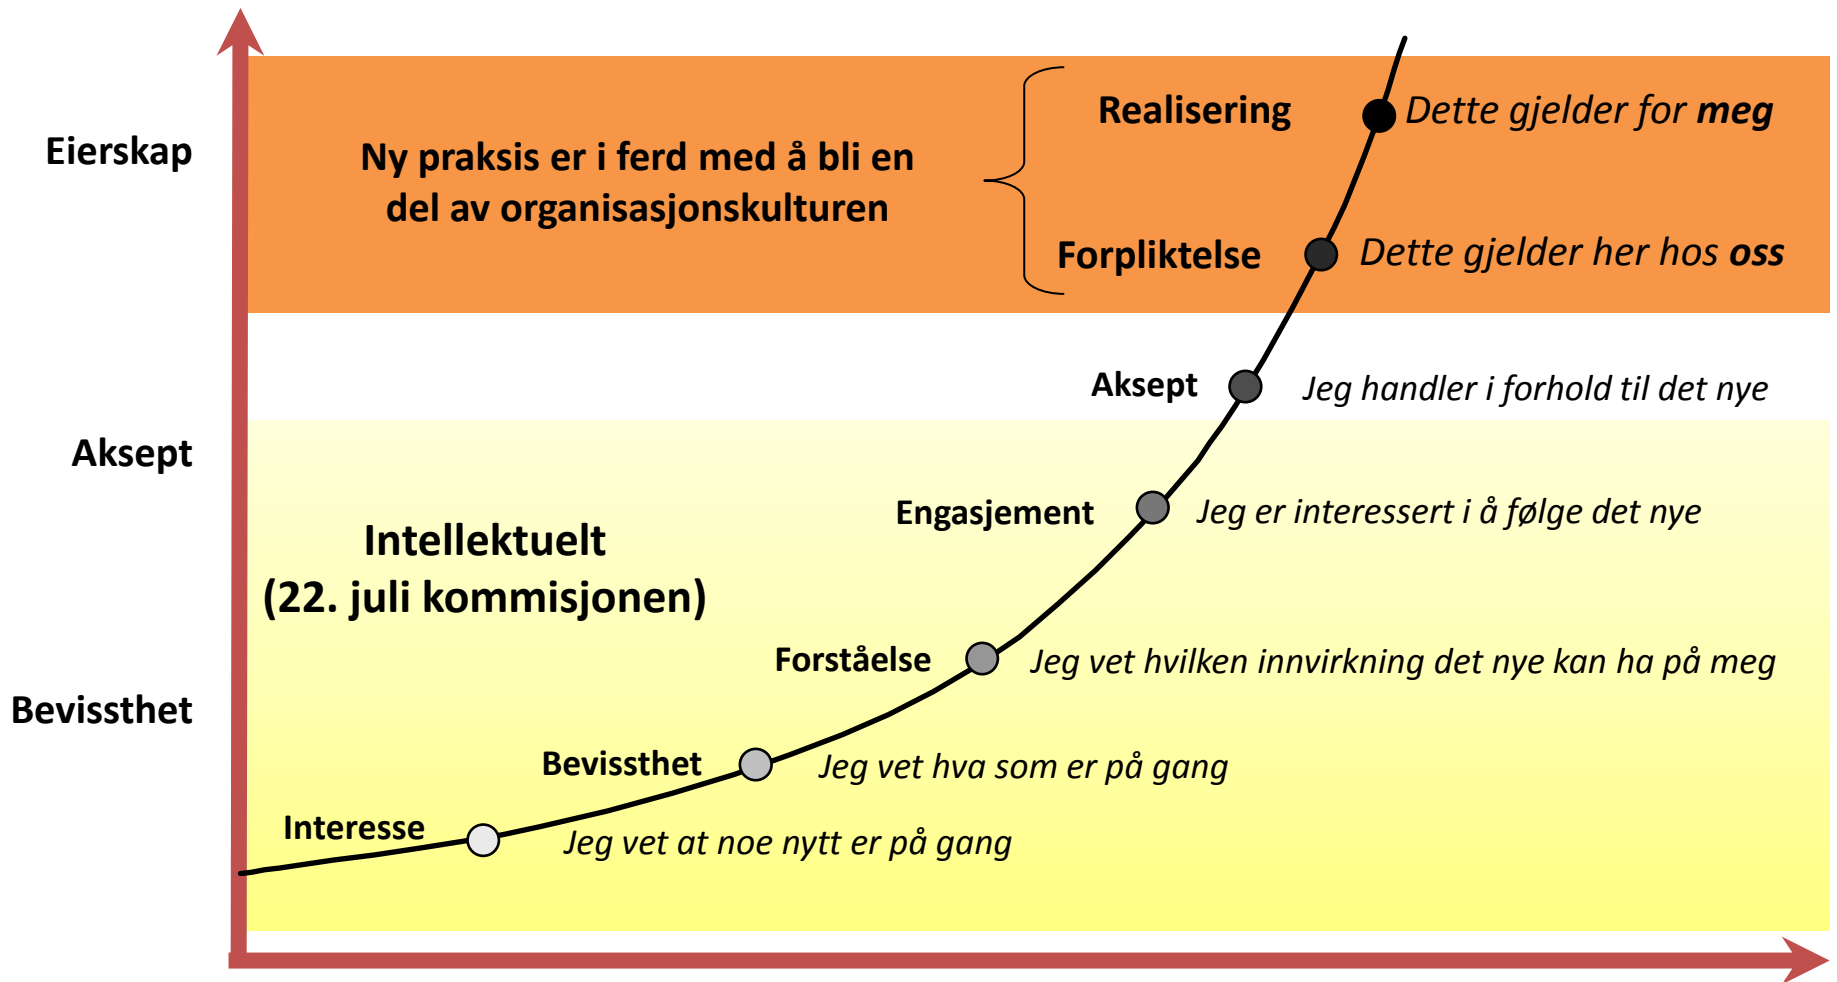 Realisering
Dette gjelder for meg
Eierskap
Ny praksis er i ferd med å bli en
del av organisasjonskulturen
Forpliktelse
Dette gjelder her hos oss
Aksept
Jeg handler i forhold til det nye
Aksept
Engasjement
Jeg er interessert i å følge det nye
Intellektuelt
(22. juli kommisjonen)
Forståelse
Jeg vet hvilken innvirkning det nye kan ha på meg
Bevissthet
Bevissthet
Jeg vet hva som er på gang
Interesse
Jeg vet at noe nytt er på gang